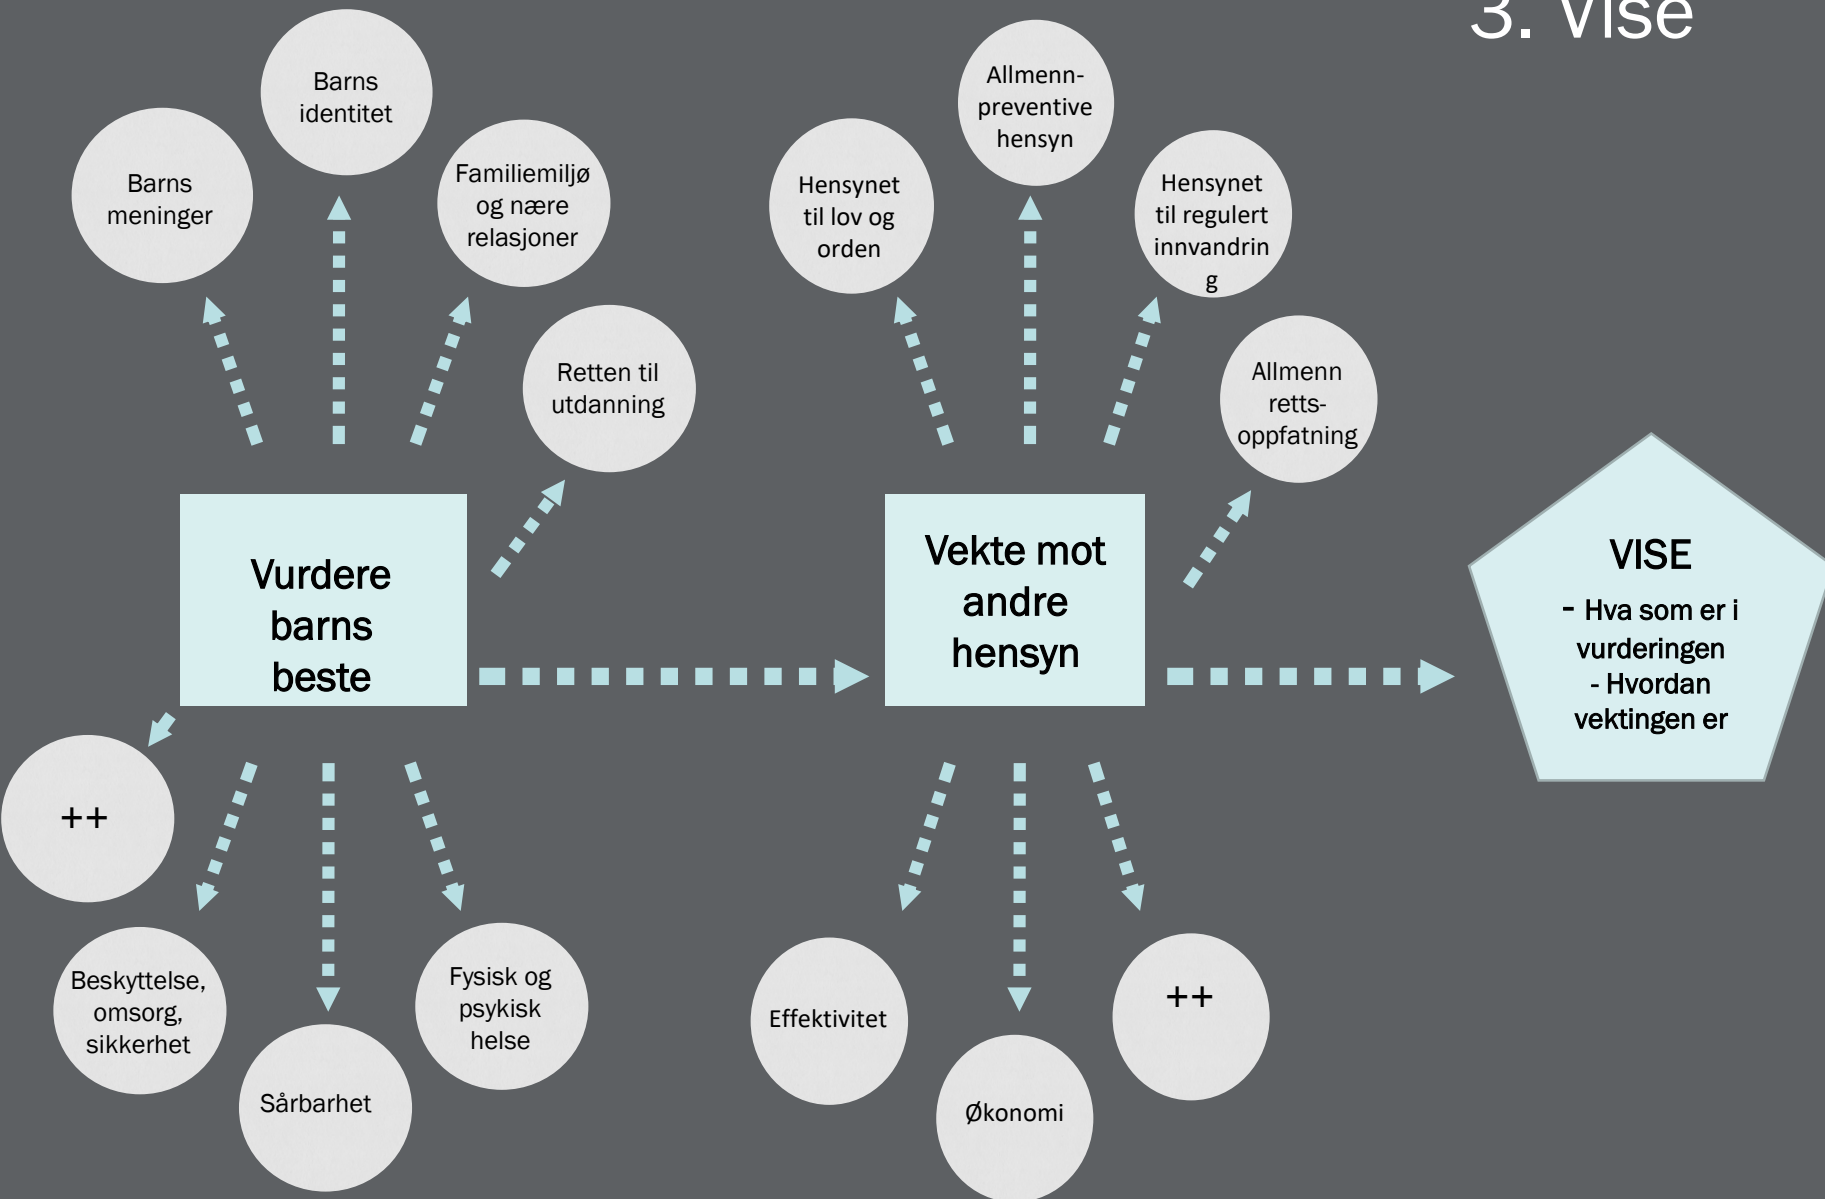 3. Vise
Barns
meninger
Barns
identitet
Familiemiljø
og nære
relasjoner
Retten til
utdanning
Vurdere
barns
beste
++
Beskyttelse,
omsorg,
sikkerhet
Sårbarhet
Fysisk og
psykisk
helse
Hensynet
til lov og
orden
Allmenn-
preventive
hensyn
Hensynet
til regulert
innvandrin
g
Allmenn
retts-
oppfatning
Vekte mot
andre
hensyn
Effektivitet
Økonomi
++
VISE
- Hva som er i
vurderingen
- Hvordan
vektingen er